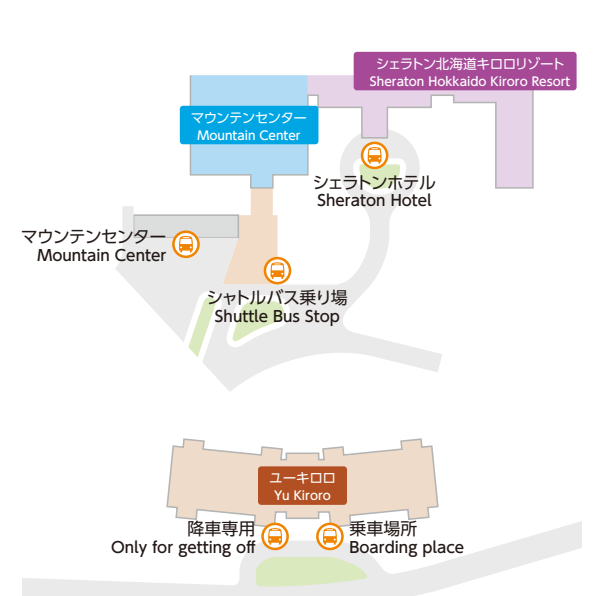 シェラトン北海道キロロリゾート
Sheraton Hokkaido Kiroro Resort
マウンテンセンター
Mountain Center
シェラトンホテル
Sheraton Hotel
マウンテンセンター
Mountain Center
シャトルバス乗り場
Shuttle Bus Stop
ユーキロロ
Yu Kiroro
降車専用
Only for getting off
乗車場所
Boarding place